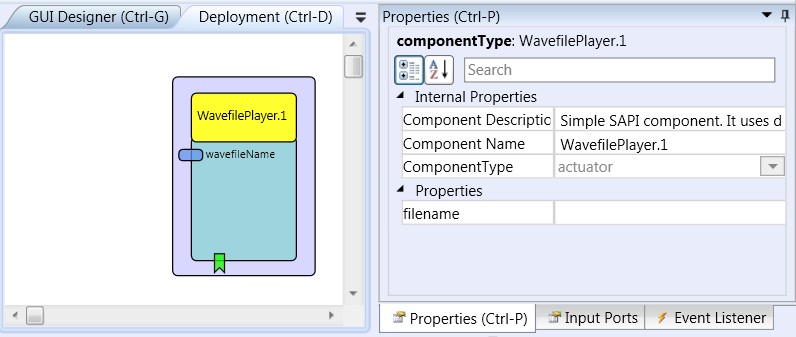 GUI Designer (Ctrl-G)
Deployment (Ctrl-D)
WavefilePlayer.1
wavefileName
Properties (Ctrl-P)
componentType: WavefilePlayer.1
Search
Internal Properties
Component Descriptio Simple SAPI component. It uses d
Component Name WavefilePlayer.1
ComponentType actuator
Properties
filename
Properties (Ctrl-P) Input Ports Event Listener